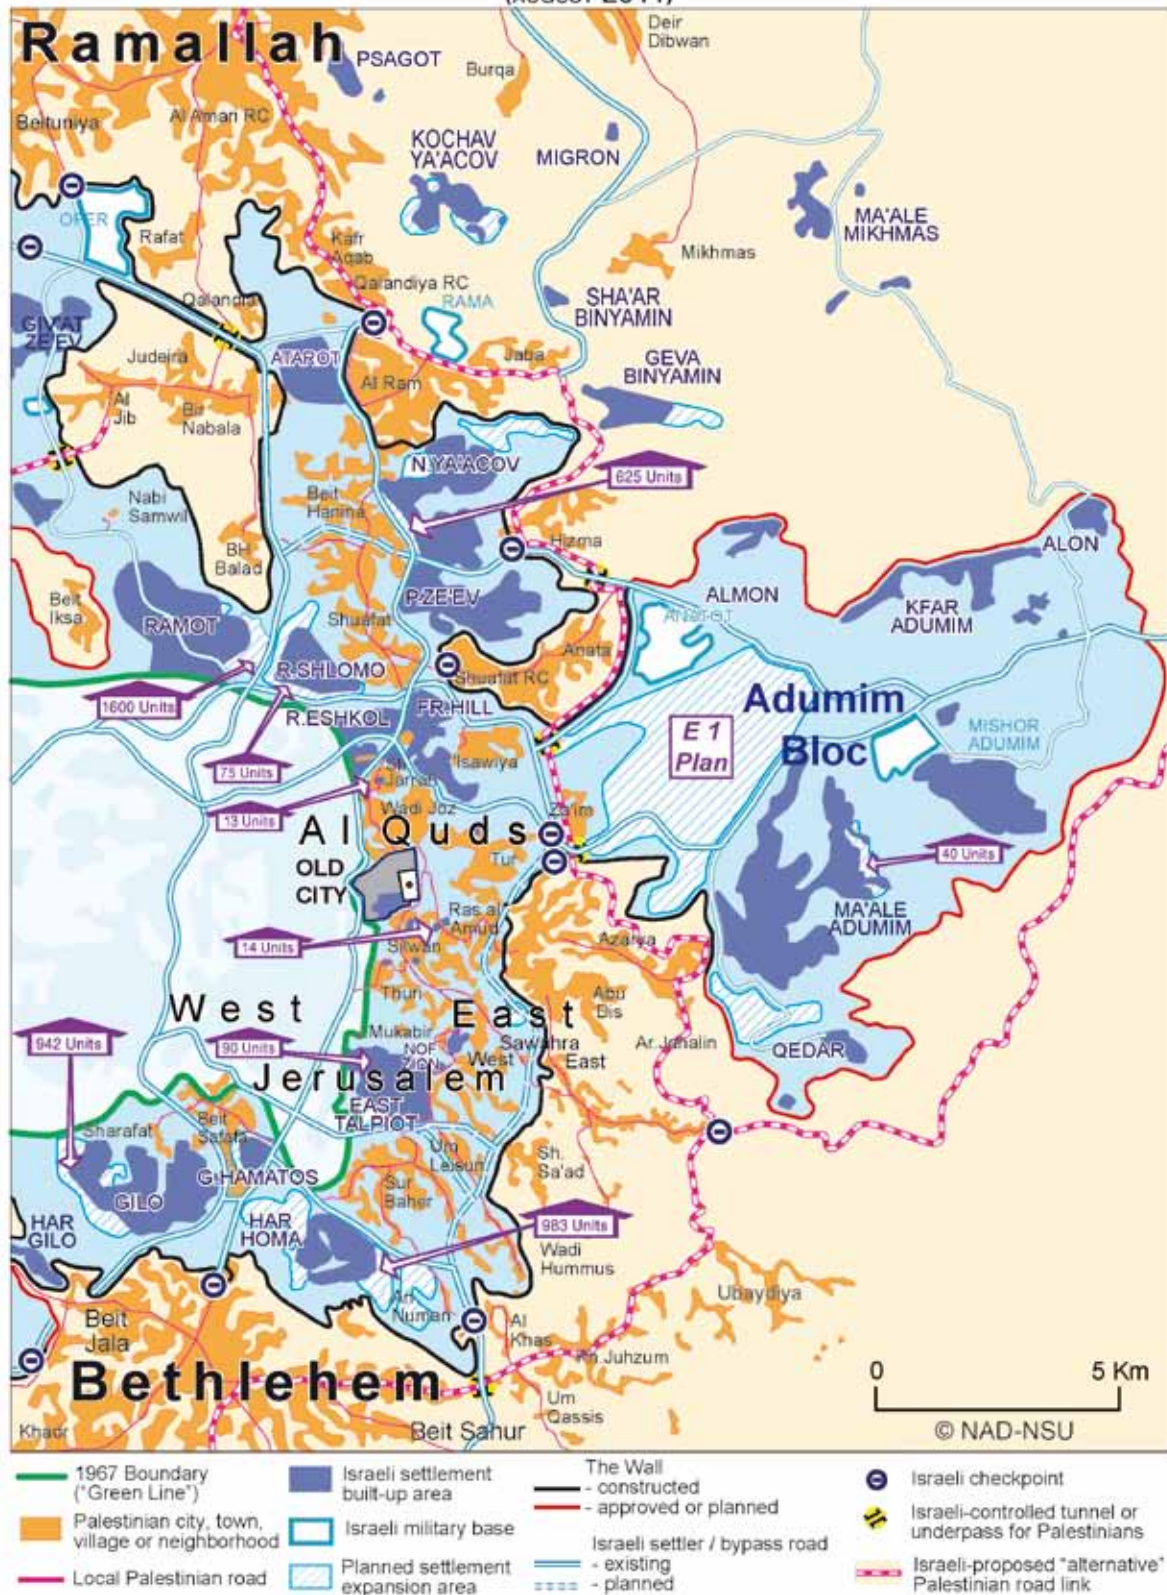 Ramallah
Deir
Dibwan
PSAGOT
Burqa
Beituniya
Al Amari RC
KOCHAV
YA'ACOV
MIGRON
OFER
Rafat
Kafr
Aqab
MA'ALE
MIKHMAS
Mikhmas
Qalandiya RC
RAMA
Qalandia
SHA'AR
BINYAMIN
GIV'AT
ZE'EV
Judeira
ATAROT
Jaba
GEVA
BINYAMIN
Al Ram
Al
Jib
Bir
Nabala
N.YA'ACOV
625 Units
Nabi
Samwil
Beit
Hanina
Hizma
ALON
BH
Balad
ALMON
KFAR
ADUMIM
P.ZE'EV
ANATOT
Beit
Iksa
RAMOT
Shuafat
Anata
R.SHLOMO
Shuafat RC
1600 Units
R.ESHKOL
FR.HILL
Adumim
Bloc
E 1
Plan
MISHOR
ADUMIM
75 Units
Sh.
Jarrah
'Isawiya
13 Units
Wadi Joz
Za'im
Al Quds
OLD
CITY
Tur
40 Units
MA'ALE
ADUMIM
Ras al
Amud
14 Units
Silwan
Azarya
Thuri
Abu
Dis
West
East
942 Units
90 Units
Mukabir
NOF
ZION
Sawahra
West
East
Ar.Jahalin
QEDAR
Jerusalem
EAST
TALPIOT
Sharafat
Beit
Safafa
Um
Leisun
Sh.
Sa'ad
G.HAMATOS
GILO
Sur
Baher
HAR
GILO
HAR
HOMA
983 Units
Wadi
Hummus
An
Numan
Ubaydiya
Beit
Jala
Al
Khas
Kh.Juhzum
Bethlehem
Um
Qassis
Khadr
Beit Sahur
0 5 Km
© NAD-NSU
1967 Boundary
("Green Line")
Palestinian city, town,
village or neighborhood
Local Palestinian road
Israeli settlement
built-up area
Israeli military base
Planned settlement
expansion area
The Wall
- constructed
- approved or planned
Israeli settler / bypass road
- existing
- planned
Israeli checkpoint
Israeli-controlled tunnel or
underpass for Palestinians
Israeli-proposed "alternative"
Palestinian road link